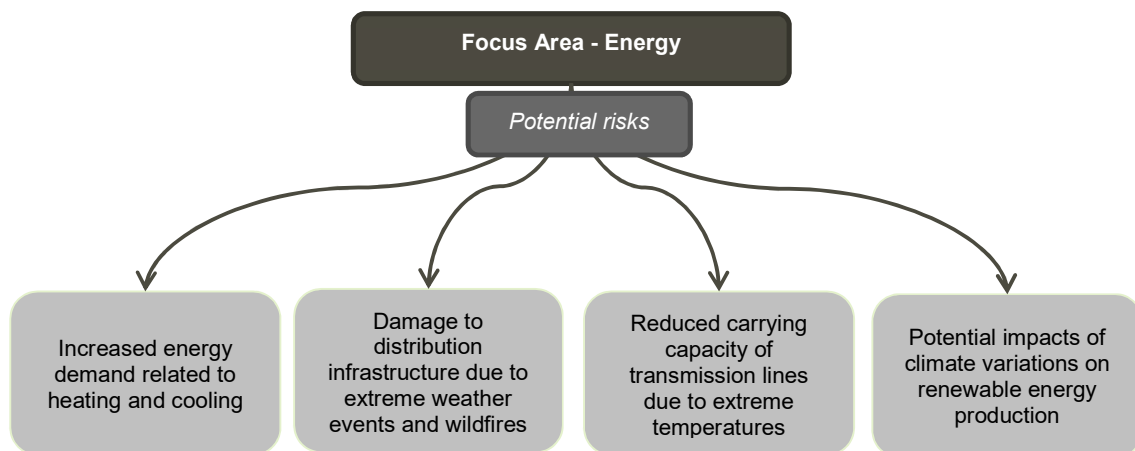 Focus Area - Energy
Potential risks
Increased energy
demand related to
heating and cooling
Damage to
distribution
infrastructure due to
extreme weather
events and wildfires
Reduced carrying
capacity of
transmission lines
due to extreme
temperatures
Potential impacts of
climate variations on
renewable energy
production